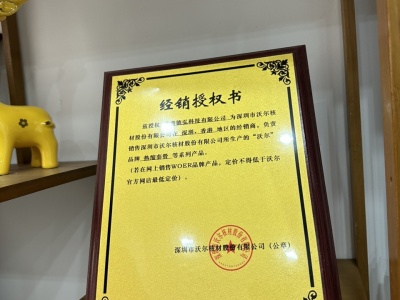 经销授权书
兹授权 弘科技有限公司 为深圳市沃尔核
材股份有限公司在 深圳，香港 地区的经销商，负责
销售深圳市沃尔核材股份有限公司所生产的“沃尔”
品牌 热缩套管 等系列产品。
（若在网上销售WOER品牌产品，定价不得低于沃尔
官方网店最低定价）。
深圳市沃尔核材股份有限公司（公章）